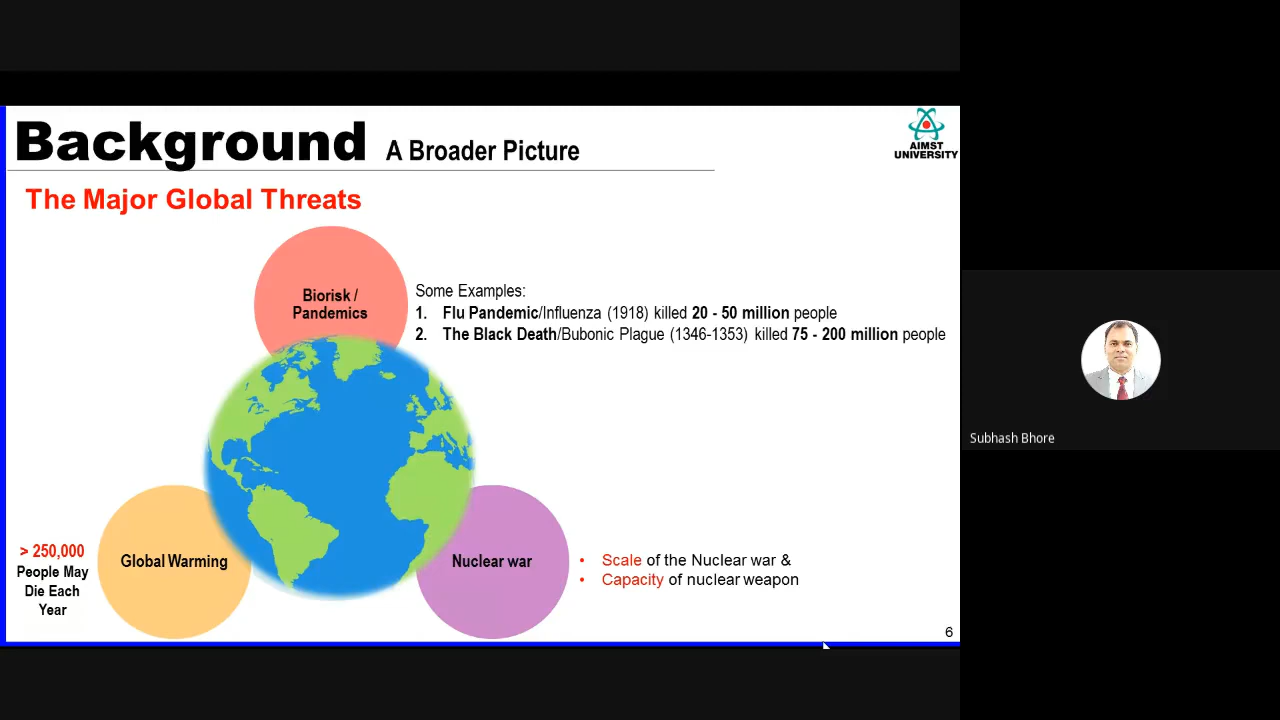 Background A Broader Picture
AIMST
UNIVERSITY
The Major Global Threats
Biorisk /
Pandemics
Some Examples:
1. Flu Pandemic/Influenza (1918) killed 20 - 50 million people
2. The Black Death/Bubonic Plague (1346-1353) killed 75 - 200 million people
Subhash Bhore
> 250,000
People May
Die Each
Year
Global Warming
Nuclear war
• Scale of the Nuclear war &
• Capacity of nuclear weapon
6